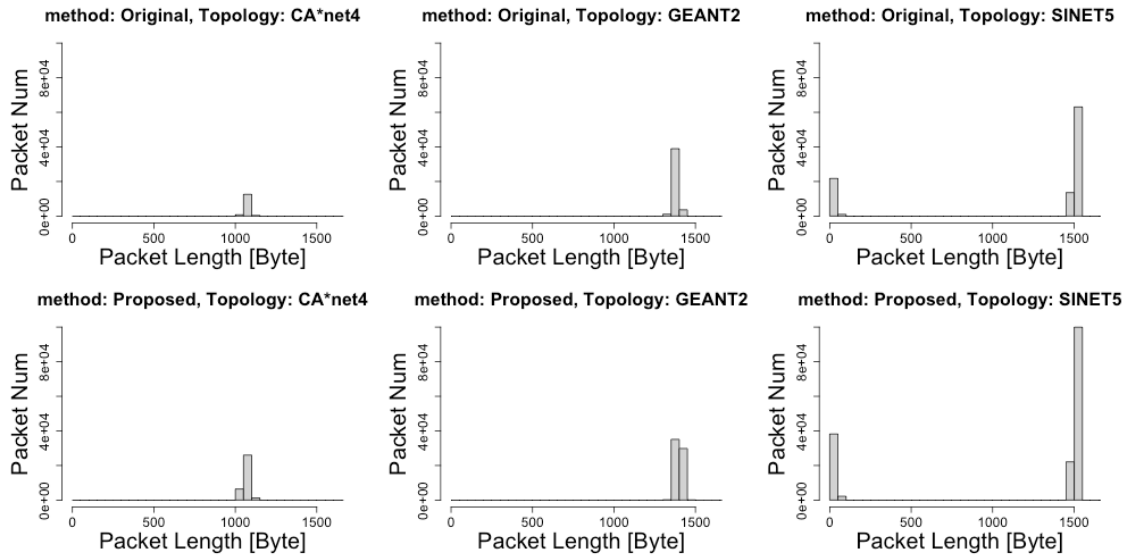 method: Original, Topology: CA*net4
Packet Num
0e+00 4e+04 8e+04
0 500 1000 1500
Packet Length [Byte]
method: Original, Topology: GEANT2
Packet Num
0e+00 4e+04 8e+04
0 500 1000 1500
Packet Length [Byte]
method: Original, Topology: SINET5
Packet Num
0e+00 4e+04 8e+04
0 500 1000 1500
Packet Length [Byte]
method: Proposed, Topology: CA*net4
Packet Num
0e+00 4e+04 8e+04
0 500 1000 1500
Packet Length [Byte]
method: Proposed, Topology: GEANT2
Packet Num
0e+00 4e+04 8e+04
0 500 1000 1500
Packet Length [Byte]
method: Proposed, Topology: SINET5
Packet Num
0e+00 4e+04 8e+04
0 500 1000 1500
Packet Length [Byte]